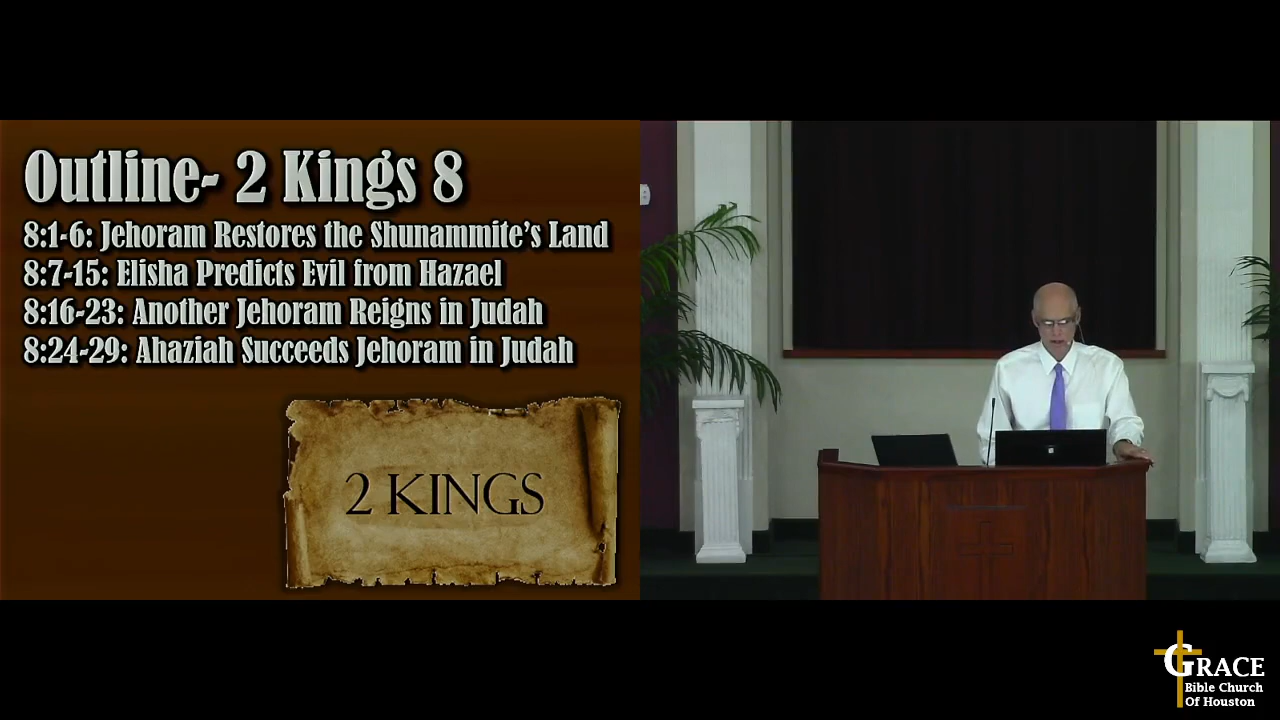 Outline- 2 Kings 8
8:1-6: Jehoram Restores the Shunammite's Land
8:7-15: Elisha Predicts Evil from Hazael
8:16-23: Another Jehoram Reigns in Judah
8:24-29: Ahaziah Succeeds Jehoram in Judah
2 KINGS
GRACE
Bible Church
Of Houston